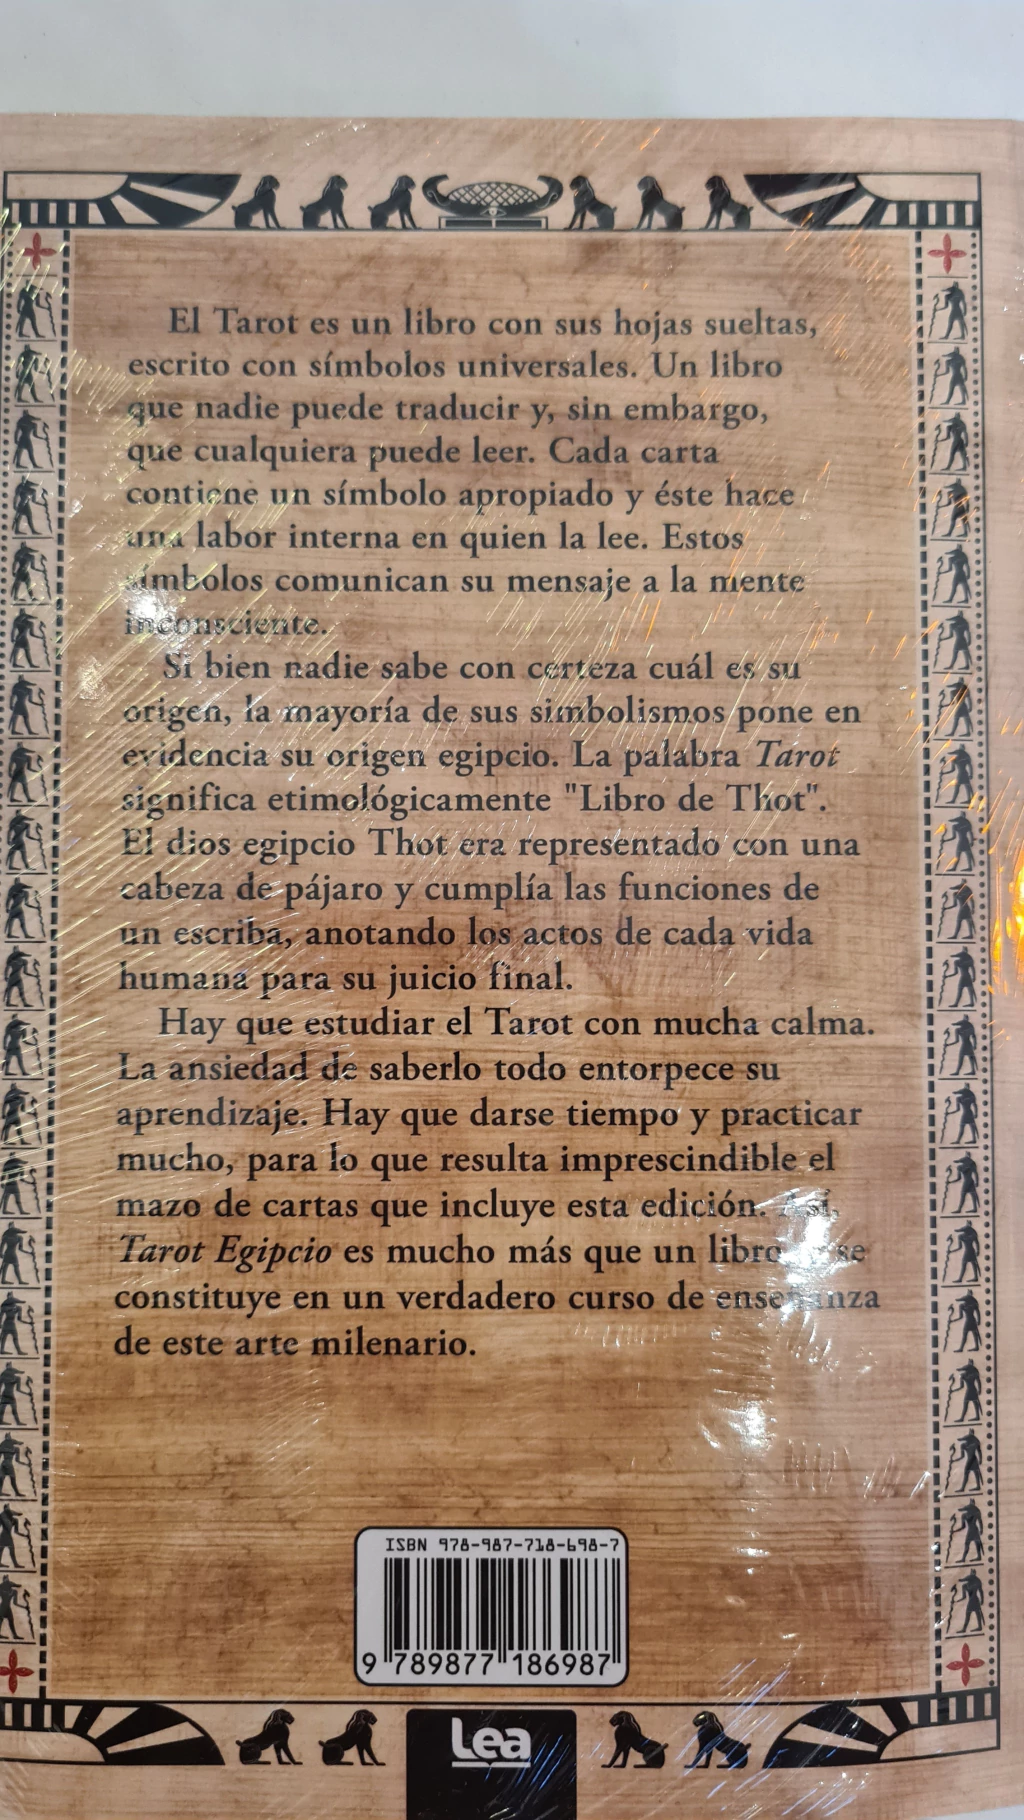 El Tarot es un libro con sus hojas sueltas,
escrito con símbolos universales. Un libro
que nadie puede traducir y, sin embargo,
que cualquiera puede leer. Cada carta
contiene un símbolo apropiado y éste hace
una labor interna en quien la lee. Estos
símbolos comunican su mensaje a la mente
inconsciente.
Si bien nadie sabe con certeza cuál es su
origen, la mayoría de sus simbolismos pone en
evidencia su origen egipcio. La palabra Tarot
significa etimológicamente "Libro de Thot".
El dios egipcio Thot era representado con una
cabeza de pájaro y cumplía las funciones de
un escriba, anotando los actos de cada vida
humana para su juicio final.
Hay que estudiar el Tarot con mucha calma.
La ansiedad de saberlo todo entorpece su
aprendizaje. Hay que darse tiempo y practicar
mucho, para lo que resulta imprescindible el
mazo de cartas que incluye esta edición. Así,
Tarot Egipcio es mucho más que un libro se
constituye en un verdadero curso de enseñanza
de este arte milenario.
ISBN 978-987-718-698-7
9 789877 186987
Lea